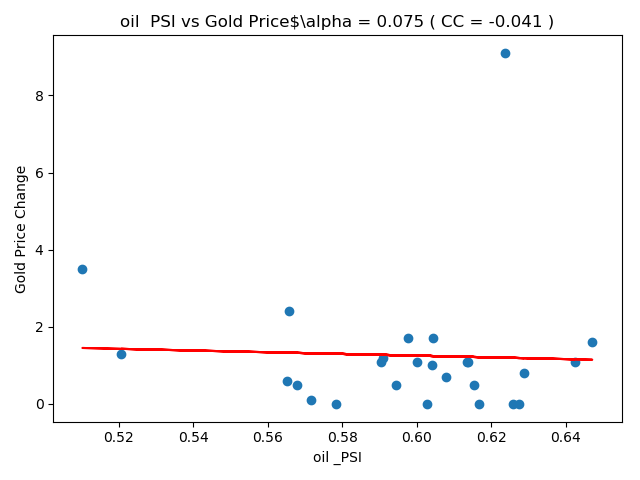 oil  PSI vs Gold Price$\alpha = 0.075 ( CC = -0.041 )
8
6
4
2
0
Gold Price Change
0.52 0.54 0.56 0.58 0.60 0.62 0.64
oil _PSI